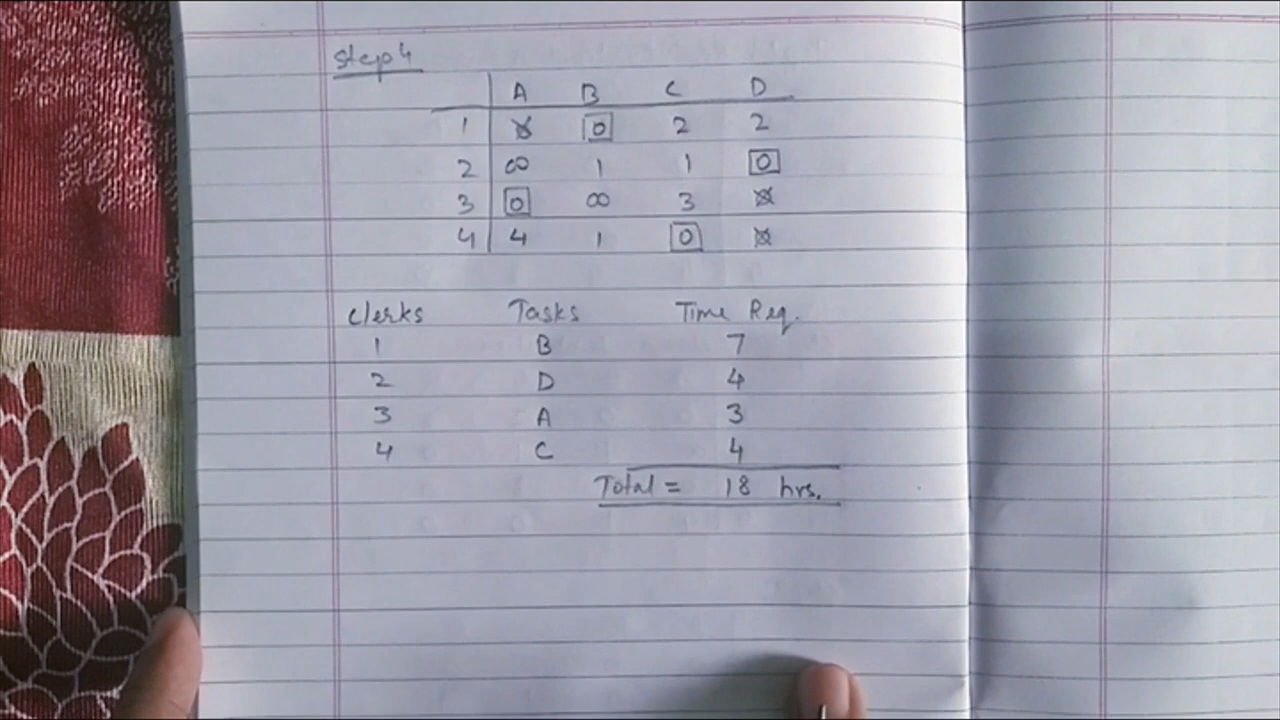 Step 4
A B C D
1 0 0 2 2
2 ∞ 1 1 0
3 0 ∞ 3 0
4 4 1 0 0
Clerks Tasks Time Req.
1 B 7
2 D 4
3 A 3
4 C 4
Total = 18 hrs.